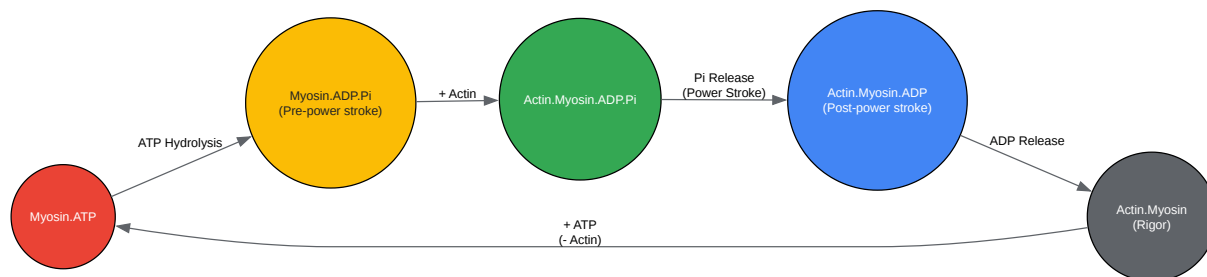 Myosin.ATP
ATP Hydrolysis
Myosin.ADP.Pi
(Pre-power stroke)
+ Actin
Actin.Myosin.ADP.Pi
Pi Release
(Power Stroke)
Actin.Myosin.ADP
(Post-power stroke)
ADP Release
Actin.Myosin
(Rigor)
+ ATP
(- Actin)